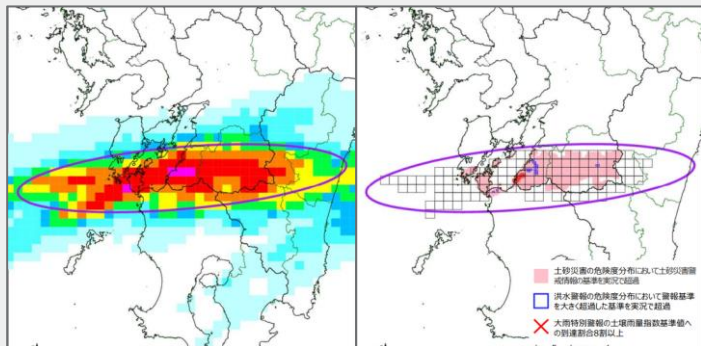 土砂災害の危険度分布において土砂災害警
戒情報の基準を実況で超過
洪水警報の危険度分布において警報基準
を大きく超過した基準を実況で超過
大雨特別警報の土壌雨量指数基準値へ
の到達割合8割以上